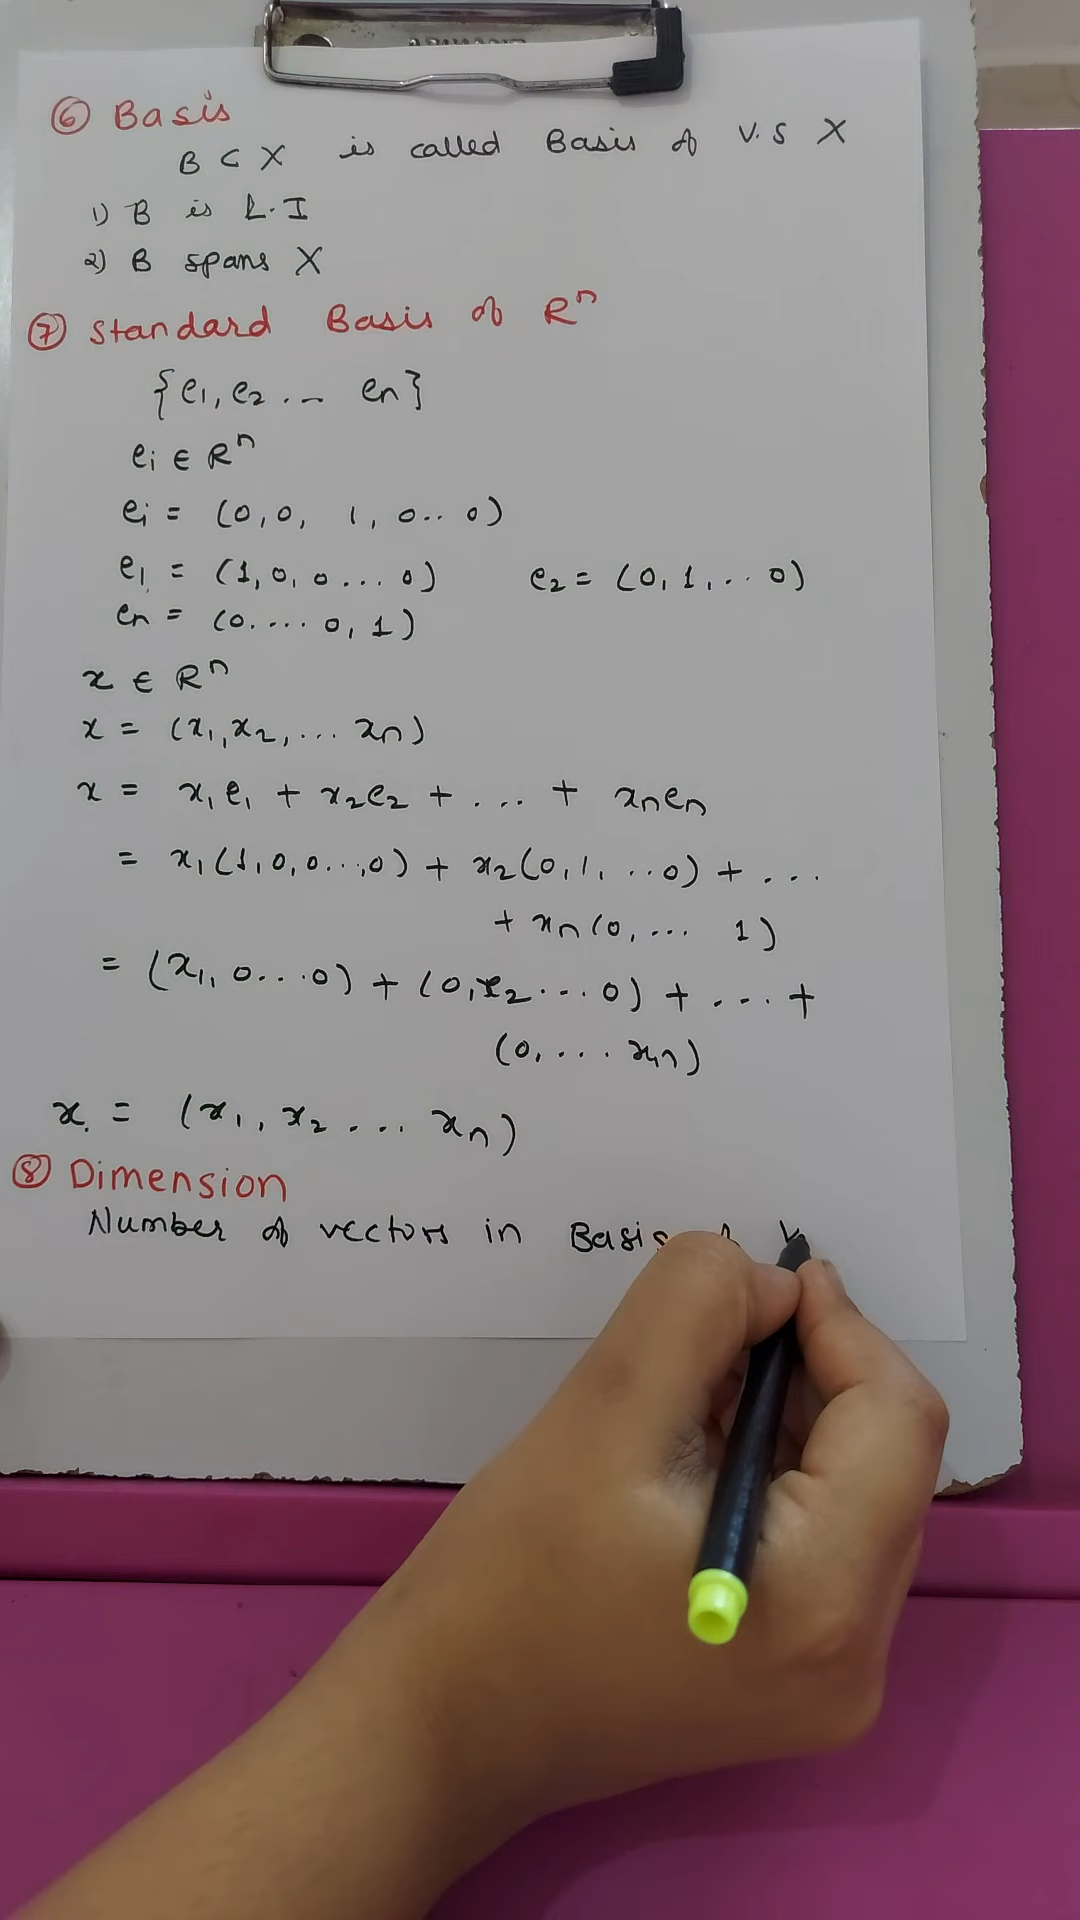 ⑥ Basis
B ⊂ X is called Basis of V.S X
1) B is L.I
2) B spans X
⑦ Standard Basis of Rⁿ
{e₁, e₂ ... eₙ}
eᵢ ∈ Rⁿ
eᵢ = (0, 0, 1, 0.. 0)
e₁ = (1, 0, 0 ... 0) e₂ = (0, 1, .. 0)
eₙ = (0.... 0, 1)
x ∈ Rⁿ
x = (x₁, x₂, ... xₙ)
x = x₁e₁ + x₂e₂ + ... + xₙeₙ
= x₁(1, 0, 0...,0) + x₂(0, 1, ..0) + ...
+ xₙ(0, ... 1)
= (x₁, 0...0) + (0, x₂ ... 0) + ... +
(0, .... xₙ)
x. = (x₁, x₂ ... xₙ)
⑧ Dimension
Number of vectors in Basis